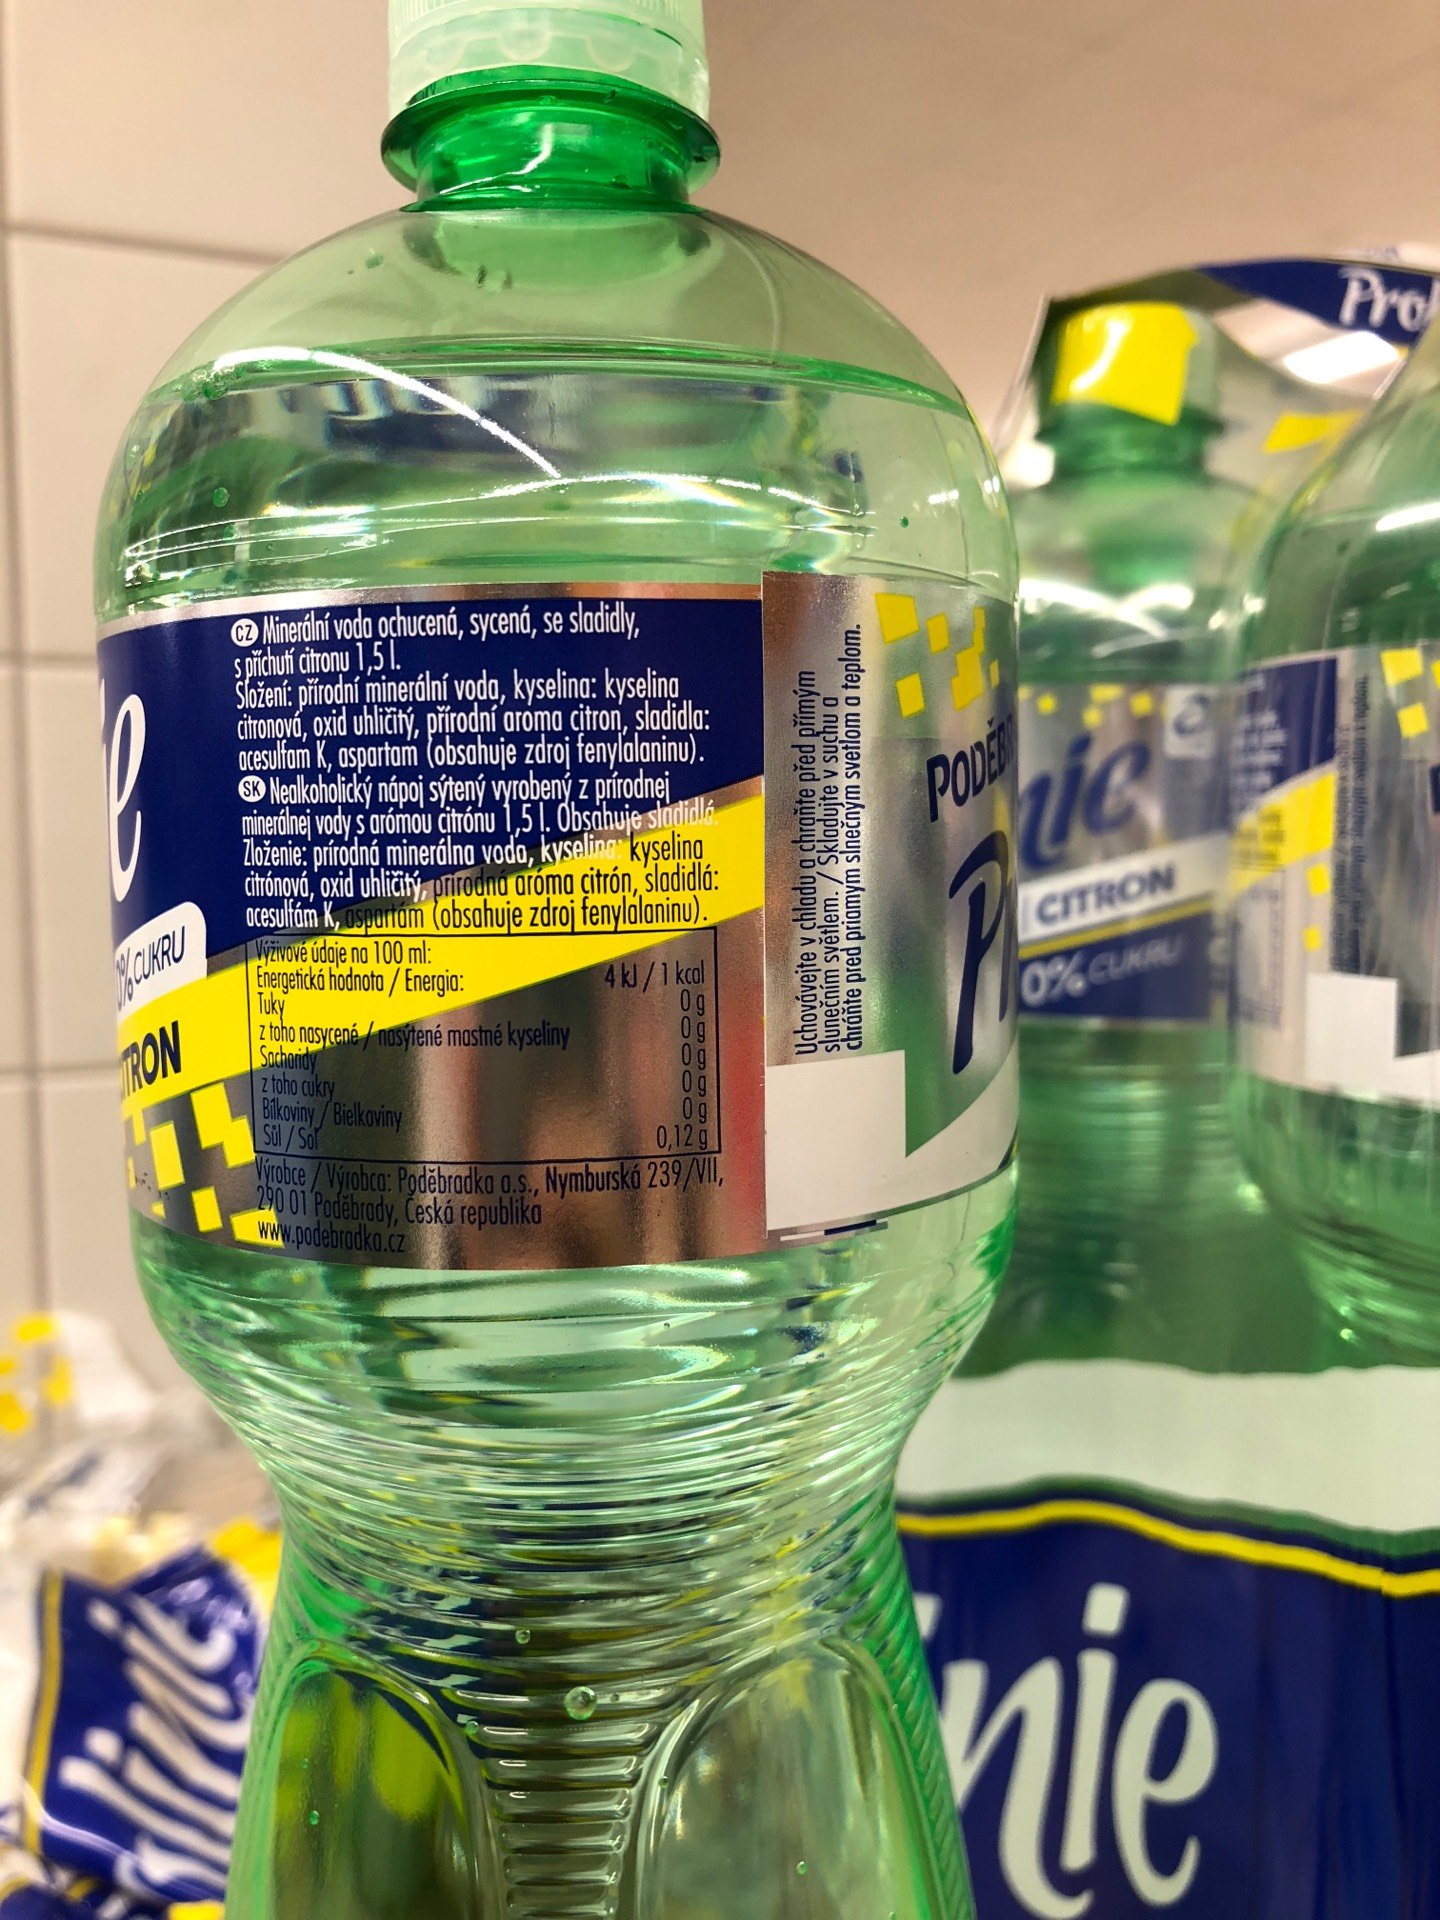 CZ Minerální voda ochucená, sycená, se sladidly,
s příchutí citronu 1,5 l.
Složení: přírodní minerální voda, kyselina: kyselina
citronová, oxid uhličitý, přírodní aroma citron, sladidla:
acesulfam K, aspartam (obsahuje zdroj fenylalaninu).
SK Nealkoholický nápoj sýtený vyrobený z prírodnej
minerálnej vody s arómou citrónu 1,5 l. Obsahuje sladidlá.
Zloženie: prírodná minerálna voda, kyselina: kyselina
citrónová, oxid uhličitý, prírodná aróma citrón, sladidlá:
acesulfám K, aspartám (obsahuje zdroj fenylalaninu).
Výživové údaje na 100 ml:
Energetická hodnota / Energia: 4 kJ / 1 kcal
Tuky 0 g
z toho nasycené / nasýtené mastné kyseliny 0 g
Sacharidy 0 g
z toho cukry 0 g
Bílkoviny / Bielkoviny 0 g
Sůl / Soľ 0,12 g
Výrobce / Výrobca: Poděbradka a.s., Nymburská 239/VII,
290 01 Poděbrady, Česká republika
www.podebradka.cz
0% CUKRU
Uchovávejte v chladu a chraňte před přímým
slunečním světlem. / Skladujte v suchu a
chráňte pred priamym slnečným svetlom a teplom.
CITRON
0% CUKRU